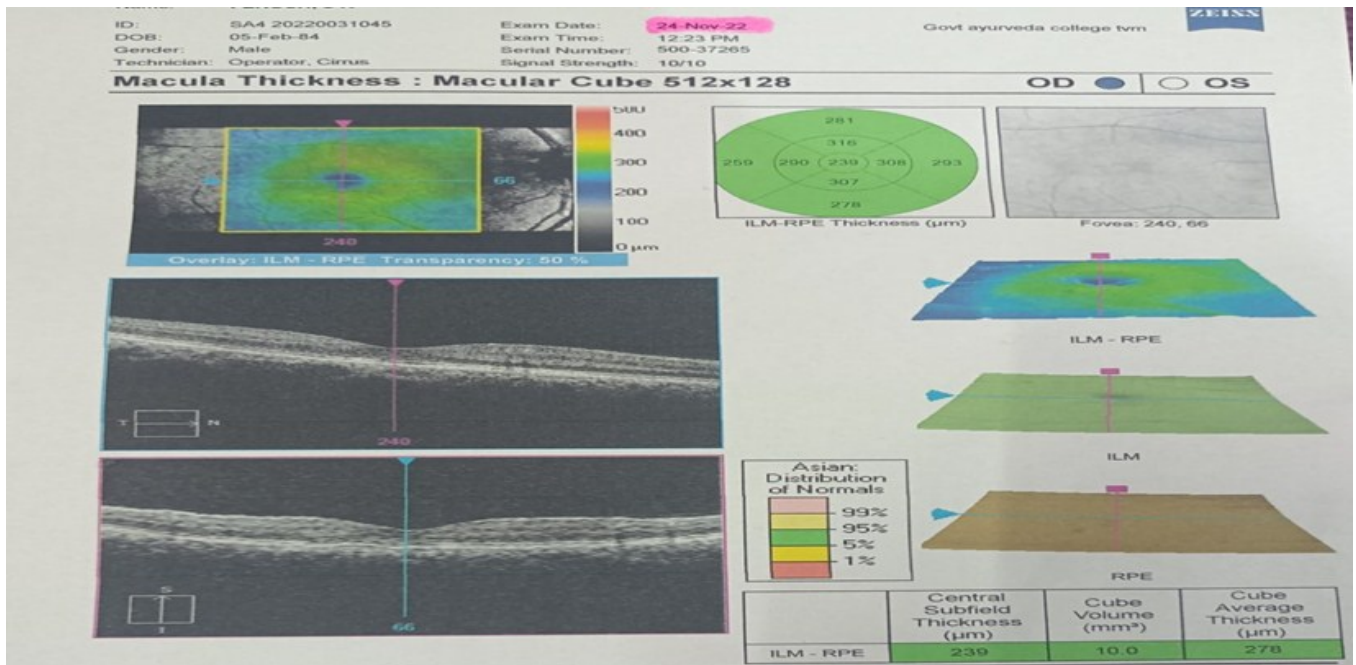 ID: SA4 20220031045 Exam Date: 24-Nov-22 Govt ayurveda college tvm ZEISS
DOB: 05-Feb-84 Exam Time: 12:23 PM
Gender: Male Serial Number: 500-37265
Technician: Operator, Cirrus Signal Strength: 10/10
Macula Thickness : Macular Cube 512x128 OD OS
500
400
300
200
100
0 µm
66
240
Overlay: ILM - RPE Transparency: 50 %
281
316
259 290 239 308 293
307
278
ILM-RPE Thickness (µm)
Fovea: 240, 66
ILM - RPE
T N
240
ILM
S
I
66
Asian:
Distribution
of Normals
99%
95%
5%
1%
RPE
Central
Subfield
Thickness
(µm)
Cube
Volume
(mm³)
Cube
Average
Thickness
(µm)
ILM - RPE 239 10.0 278